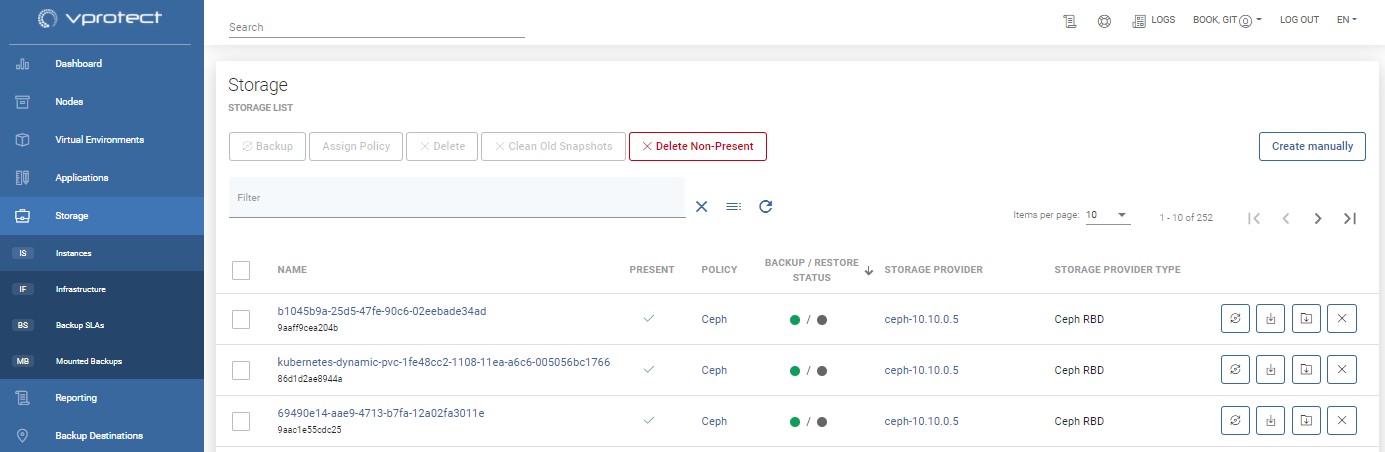 vprotect
Search
LOGS
BOOK, GIT
LOG OUT
EN
Dashboard
Nodes
Virtual Environments
Applications
Storage
IS Instances
IF Infrastructure
BS Backup SLAs
MB Mounted Backups
Reporting
Backup Destinations
Storage
STORAGE LIST
Backup
Assign Policy
Delete
Clean Old Snapshots
Delete Non-Present
Create manually
Filter
Items per page: 10
1 - 10 of 252
NAME PRESENT POLICY BACKUP / RESTORE STATUS STORAGE PROVIDER STORAGE PROVIDER TYPE
b1045b9a-25d5-47fe-90c6-02eebade34ad Ceph / ceph-10.10.0.5 Ceph RBD
9aaff9cea204b
kubernetes-dynamic-pvc-1fe48cc2-1108-11ea-a6c6-005056bc1766 Ceph / ceph-10.10.0.5 Ceph RBD
86d1d2ae8944a
69490e14-aae9-4713-b7fa-12a02fa3011e Ceph / ceph-10.10.0.5 Ceph RBD
9aac1e55cdc25